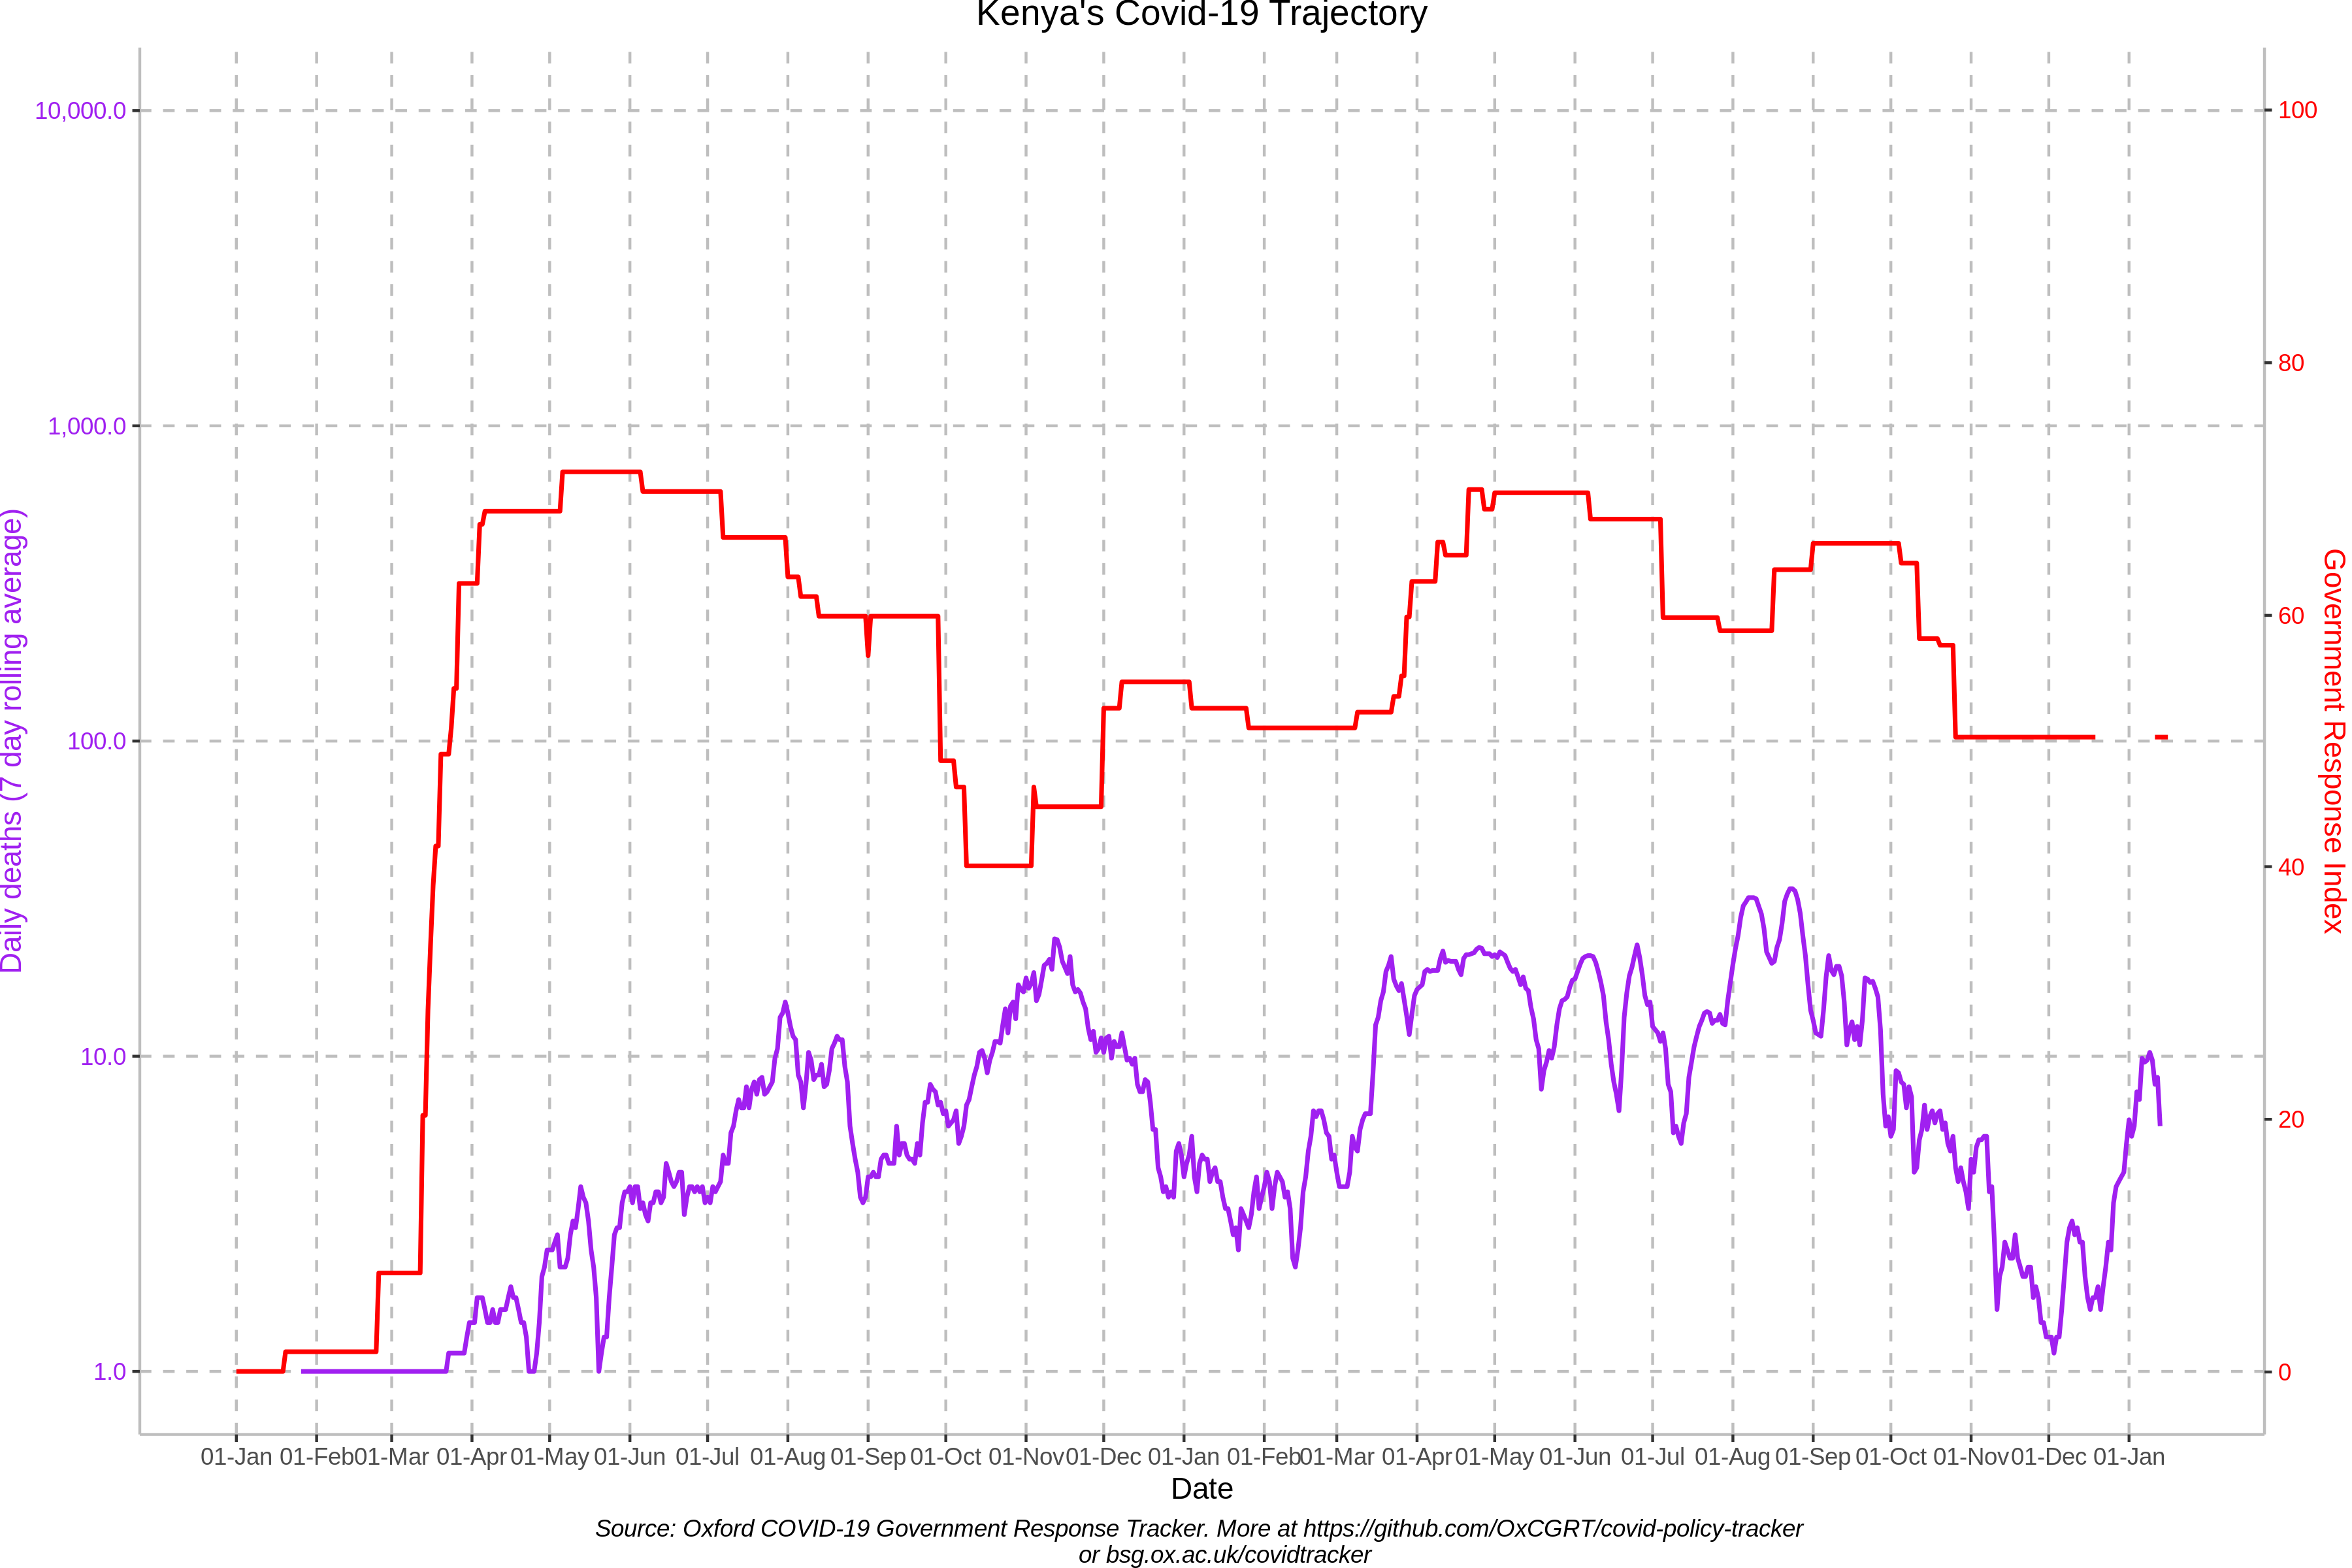 Kenya's Covid-19 Trajectory
10,000.0
1,000.0
100.0
10.0
1.0
Daily deaths (7 day rolling average)
100
80
60
40
20
0
Government Response Index
01-Jan 01-Feb 01-Mar 01-Apr 01-May 01-Jun 01-Jul 01-Aug 01-Sep 01-Oct 01-Nov 01-Dec 01-Jan 01-Feb 01-Mar 01-Apr 01-May 01-Jun 01-Jul 01-Aug 01-Sep 01-Oct 01-Nov 01-Dec 01-Jan
Date
Source: Oxford COVID-19 Government Response Tracker. More at https://github.com/OxCGRT/covid-policy-tracker
or bsg.ox.ac.uk/covidtracker